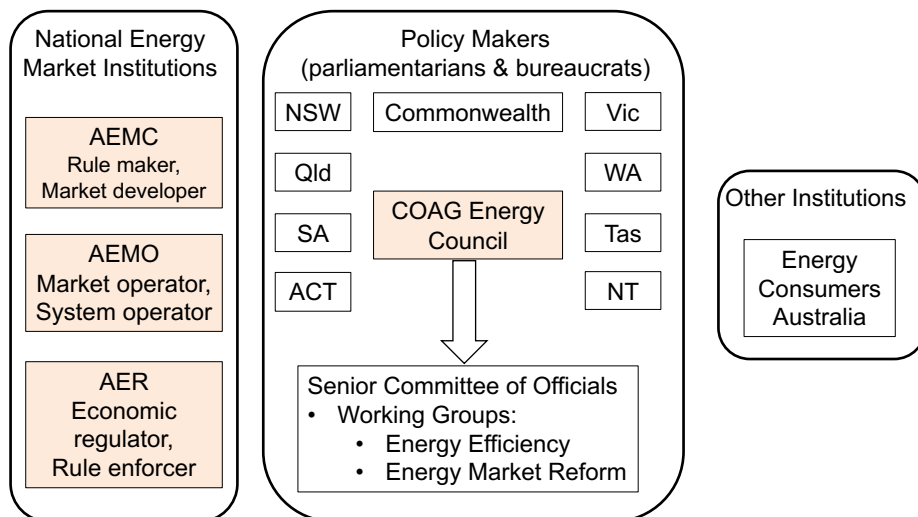 National Energy
Market Institutions
AEMC
Rule maker,
Market developer
AEMO
Market operator,
System operator
AER
Economic
regulator,
Rule enforcer
Policy Makers
(parliamentarians & bureaucrats)
NSW
Commonwealth
Vic
Qld
WA
COAG Energy
Council
SA
Tas
ACT
NT
Senior Committee of Officials
• Working Groups:
• Energy Efficiency
• Energy Market Reform
Other Institutions
Energy
Consumers
Australia